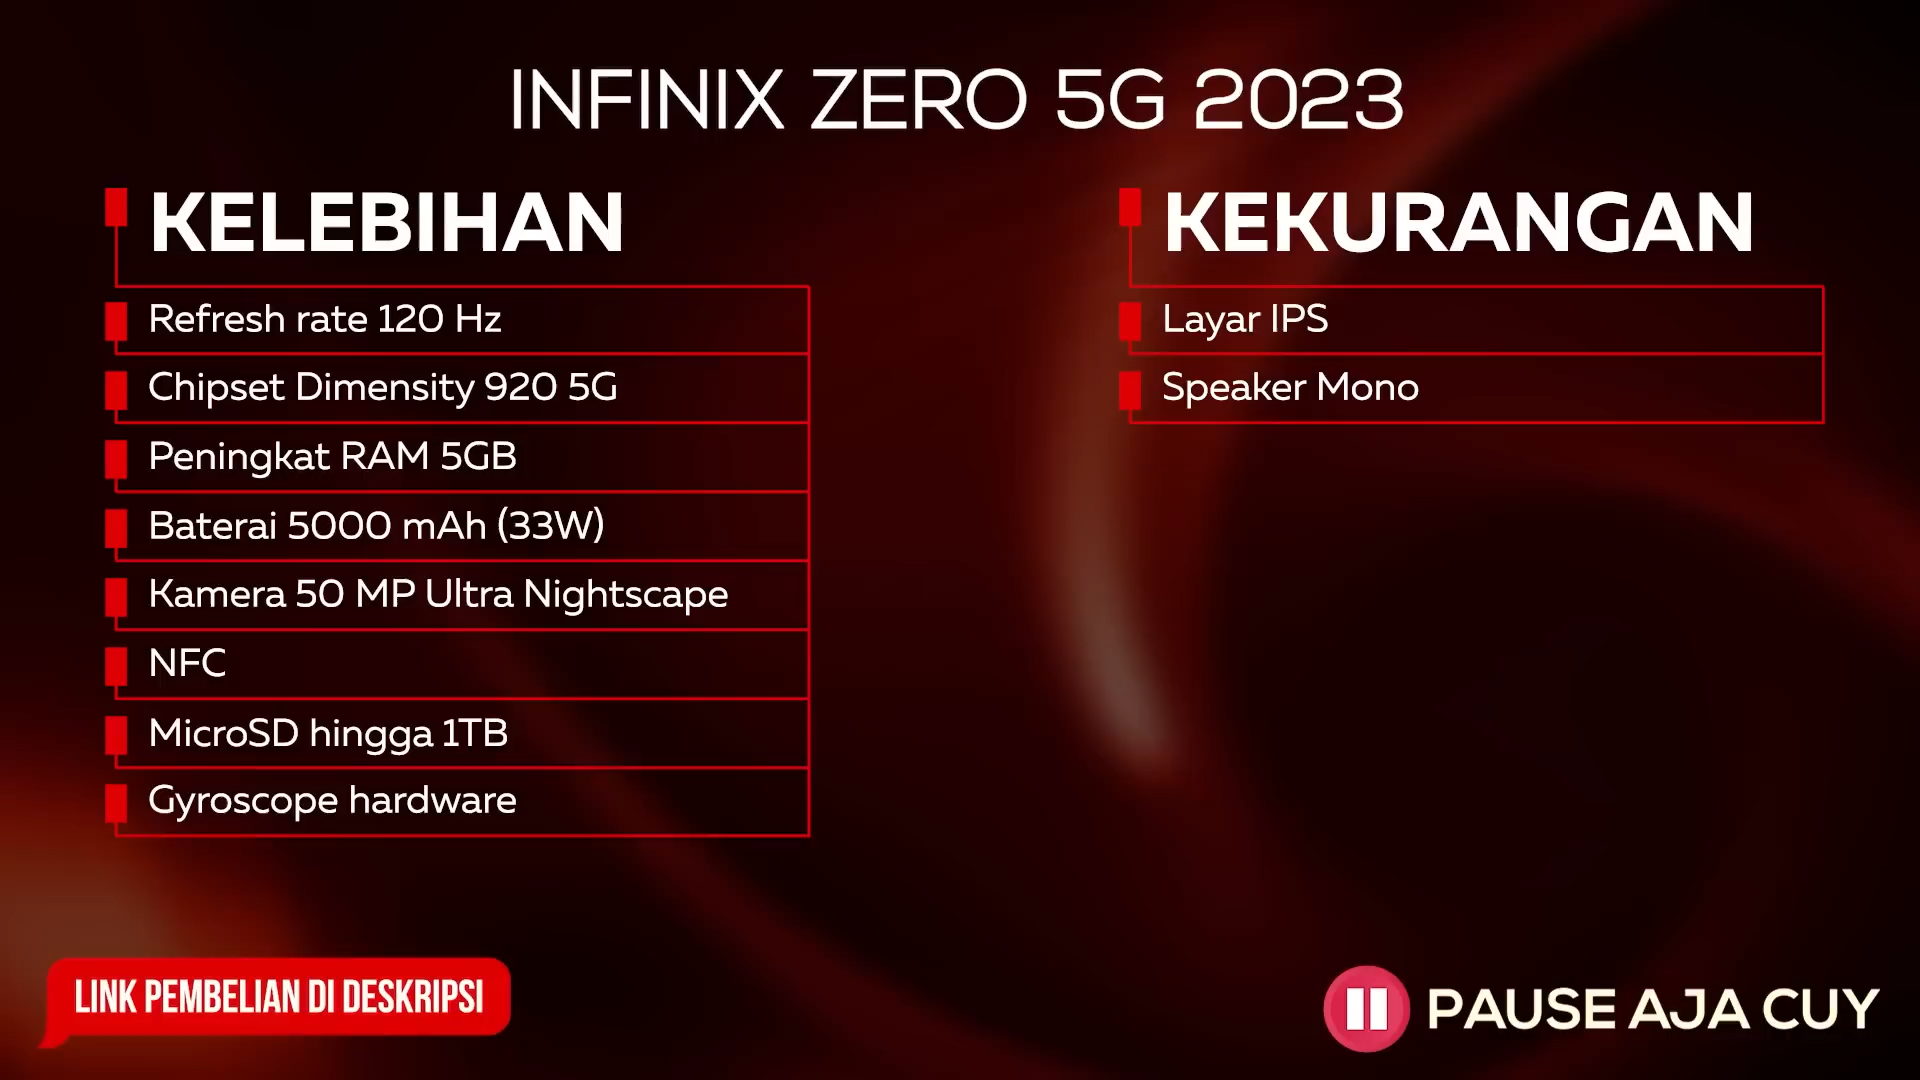 INFINIX ZERO 5G 2023
KELEBIHAN
Refresh rate 120 Hz
Chipset Dimensity 920 5G
Peningkat RAM 5GB
Baterai 5000 mAh (33W)
Kamera 50 MP Ultra Nightscape
NFC
MicroSD hingga 1TB
Gyroscope hardware
KEKURANGAN
Layar IPS
Speaker Mono
LINK PEMBELIAN DI DESKRIPSI
PAUSE AJA CUY